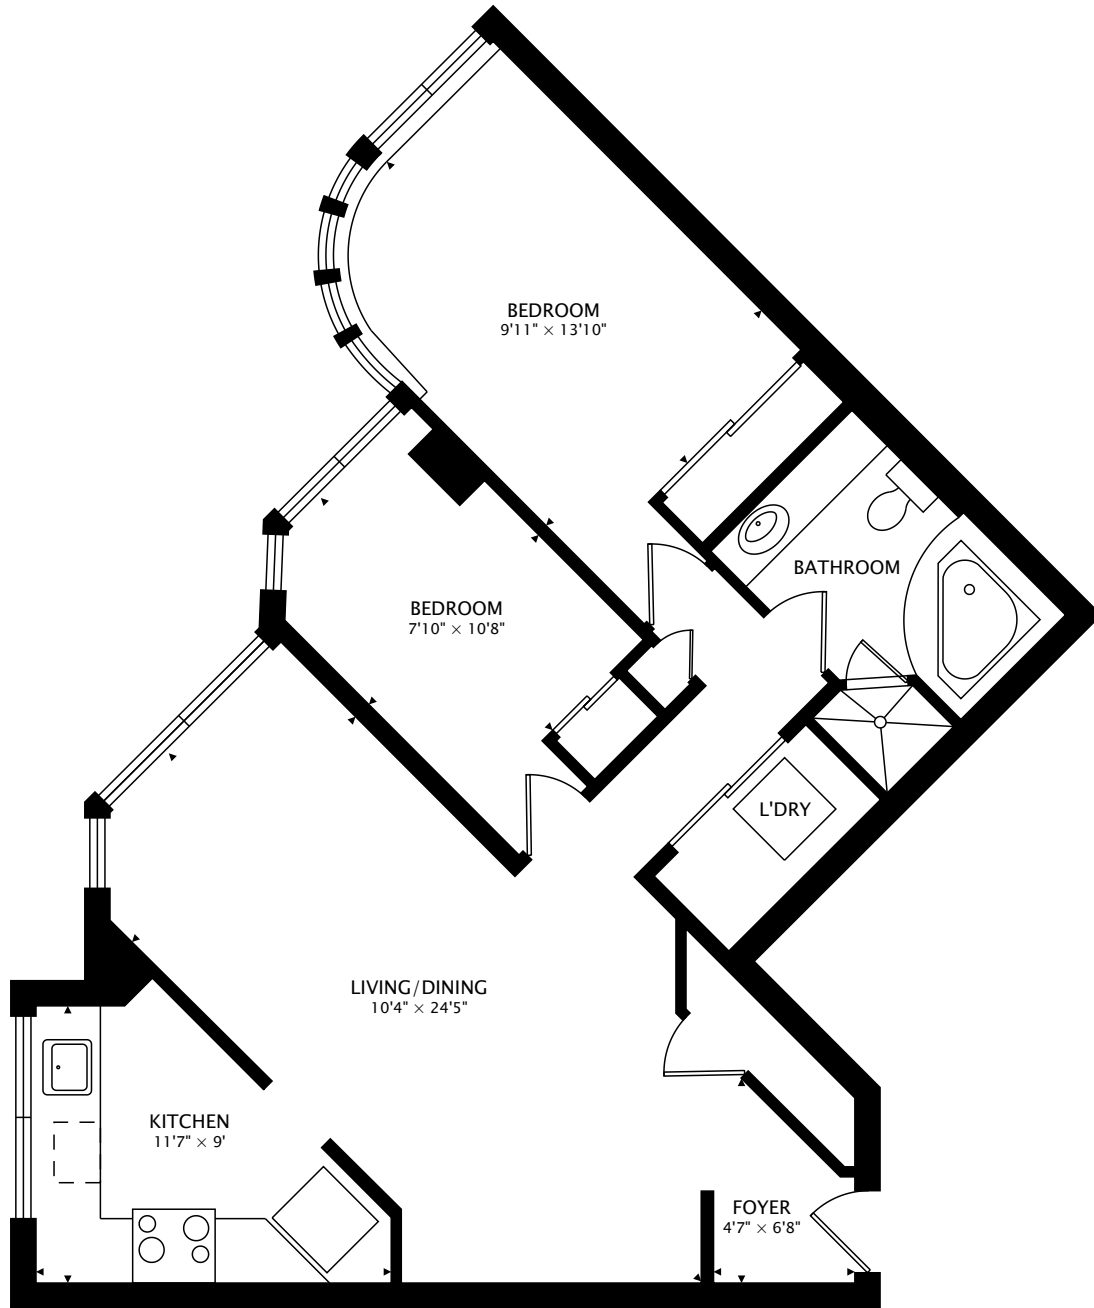 BEDROOM
9'11" × 13'10"
BATHROOM
BEDROOM
7'10" × 10'8"
L'DRY
LIVING/DINING
10'4" × 24'5"
KITCHEN
11'7" × 9'
FOYER
4'7" × 6'8"